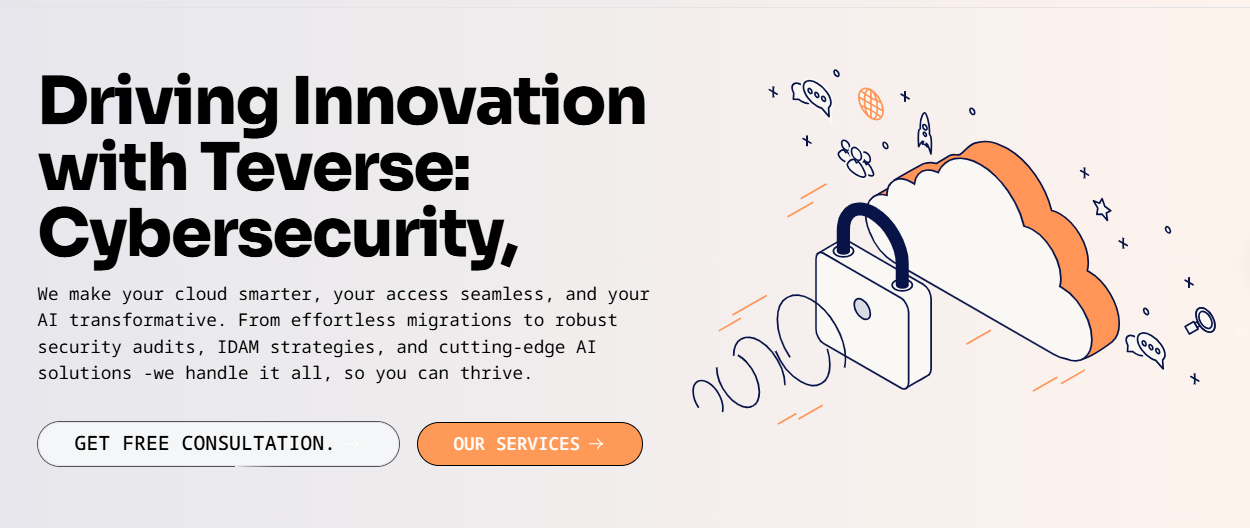 Driving Innovation
with Teverse:
Cybersecurity,
We make your cloud smarter, your access seamless, and your
AI transformative. From effortless migrations to robust
security audits, IDAM strategies, and cutting-edge AI
solutions -we handle it all, so you can thrive.
GET FREE CONSULTATION. →
OUR SERVICES →